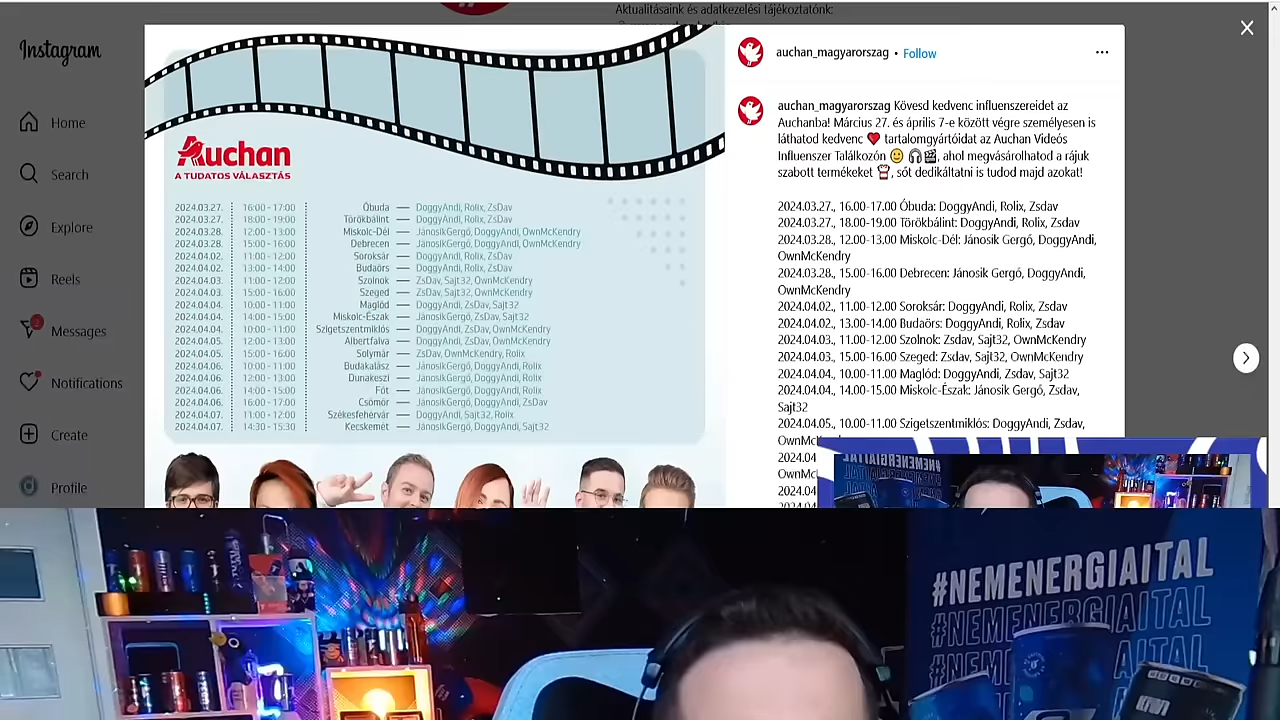 Aktualitásaink és adatkezelési tájékoztatónk:
Instagram
Home
Search
Explore
Reels
2
Messages
Notifications
Create
Profile
Auchan
A TUDATOS VÁLASZTÁS
2024.03.27. 16:00 - 17:00 Óbuda — DoggyAndi, Rolix, ZsDav
2024.03.27. 18:00 - 19:00 Törökbálint — DoggyAndi, Rolix, ZsDav
2024.03.28. 12:00 - 13:00 Miskolc-Dél — JánosikGergő, DoggyAndi, OwnMcKendry
2024.03.28. 15:00 - 16:00 Debrecen — JánosikGergő, DoggyAndi, OwnMcKendry
2024.04.02. 11:00 - 12:00 Soroksár — DoggyAndi, Rolix, ZsDav
2024.04.02. 13:00 - 14:00 Budaörs — DoggyAndi, Rolix, ZsDav
2024.04.03. 11:00 - 12:00 Szolnok — ZsDav, Sajt32, OwnMcKendry
2024.04.03. 15:00 - 16:00 Szeged — ZsDav, Sajt32, OwnMcKendry
2024.04.04. 10:00 - 11:00 Maglód — DoggyAndi, ZsDav, Sajt32
2024.04.04. 14:00 - 15:00 Miskolc-Észak — JánosikGergő, ZsDav, Sajt32
2024.04.04. 10:00 - 11:00 Szigetszentmiklós — DoggyAndi, ZsDav, OwnMcKendry
2024.04.05. 12:00 - 13:00 Albertfalva — DoggyAndi, ZsDav, OwnMcKendry
2024.04.05. 15:00 - 16:00 Solymár — ZsDav, OwnMcKendry, Rolix
2024.04.06. 10:00 - 11:00 Budakalász — JánosikGergő, DoggyAndi, Rolix
2024.04.06. 12:00 - 13:00 Dunakeszi — JánosikGergő, DoggyAndi, Rolix
2024.04.06. 14:00 - 15:00 Fót — JánosikGergő, DoggyAndi, Rolix
2024.04.06. 16:00 - 17:00 Csömör — JánosikGergő, DoggyAndi, ZsDav
2024.04.07. 11:00 - 12:00 Székesfehérvár — DoggyAndi, Sajt32, Rolix
2024.04.07. 14:30 - 15:30 Kecskemét — JánosikGergő, DoggyAndi, Sajt32
auchan_magyarorszag • Follow
auchan_magyarorszag Kövesd kedvenc influenszereidet az
Auchanba! Március 27. és április 7-e között végre személyesen is
láthatod kedvenc ❤️ tartalomgyártóidat az Auchan Videós
Influenszer Találkozón 🙂 🎧🎬, ahol megvásárolhatod a rájuk
szabott termékeket, sőt dedikáltatni is tudod majd azokat!
2024.03.27., 16.00-17.00 Óbuda: DoggyAndi, Rolix, Zsdav
2024.03.27., 18.00-19.00 Törökbálint: DoggyAndi, Rolix, Zsdav
2024.03.28., 12.00-13.00 Miskolc-Dél: Jánosik Gergő, DoggyAndi,
OwnMcKendry
2024.03.28., 15.00-16.00 Debrecen: Jánosik Gergő, DoggyAndi,
OwnMcKendry
2024.04.02., 11.00-12.00 Soroksár: DoggyAndi, Rolix, Zsdav
2024.04.02., 13.00-14.00 Budaörs: DoggyAndi, Rolix, Zsdav
2024.04.03., 11.00-12.00 Szolnok: Zsdav, Sajt32, OwnMcKendry
2024.04.03., 15.00-16.00 Szeged: Zsdav, Sajt32, OwnMcKendry
2024.04.04., 10.00-11.00 Maglód: DoggyAndi, Zsdav, Sajt32
2024.04.04., 14.00-15.00 Miskolc-Észak: Jánosik Gergő, Zsdav,
Sajt32
2024.04.05., 10.00-11.00 Szigetszentmiklós: DoggyAndi, Zsdav,
OwnMc
2024.04
OwnMc
2024.04
#NEMENERGIAITAL
#NEMENERGIAITAL